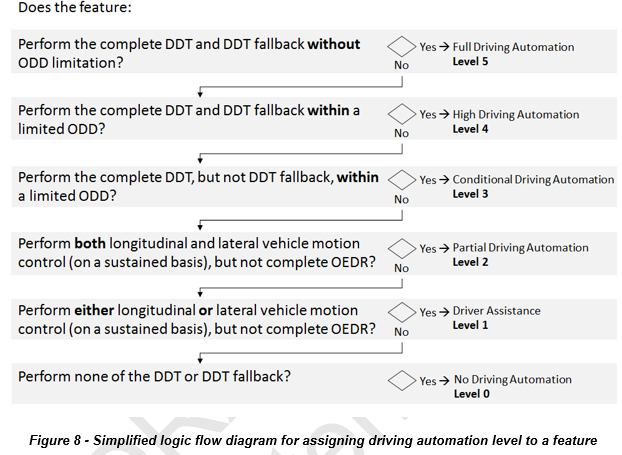 Does the feature:
Perform the complete DDT and DDT fallback without
ODD limitation?
Yes → Full Driving Automation
Level 5
No
Perform the complete DDT and DDT fallback within a
limited ODD?
Yes → High Driving Automation
Level 4
No
Perform the complete DDT, but not DDT fallback, within
a limited ODD?
Yes → Conditional Driving Automation
Level 3
No
Perform both longitudinal and lateral vehicle motion
control (on a sustained basis), but not complete OEDR?
Yes → Partial Driving Automation
Level 2
No
Perform either longitudinal or lateral vehicle motion
control (on a sustained basis), but not complete OEDR?
Yes → Driver Assistance
Level 1
No
Perform none of the DDT or DDT fallback?
Yes → No Driving Automation
Level 0
Figure 8 - Simplified logic flow diagram for assigning driving automation level to a feature